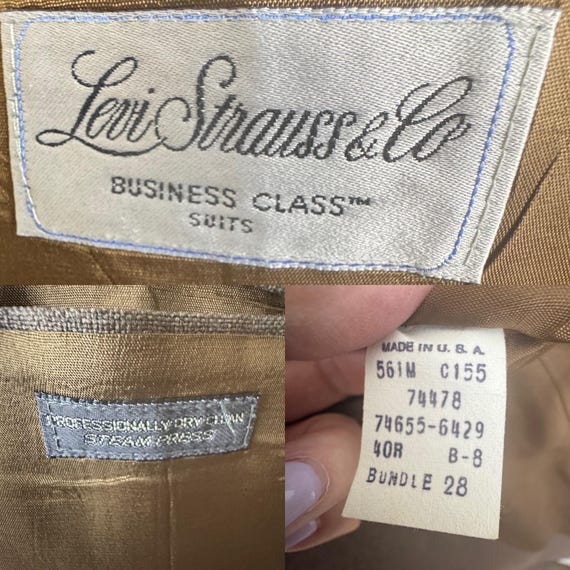 Levi Strauss & Co
BUSINESS CLASS™
SUITS
PROFESSIONALLY DRY CLEAN
STEAM PRESS
MADE IN U.S.A.
561M C155
74478
74655-6429
40R B-8
BUNDLE 28